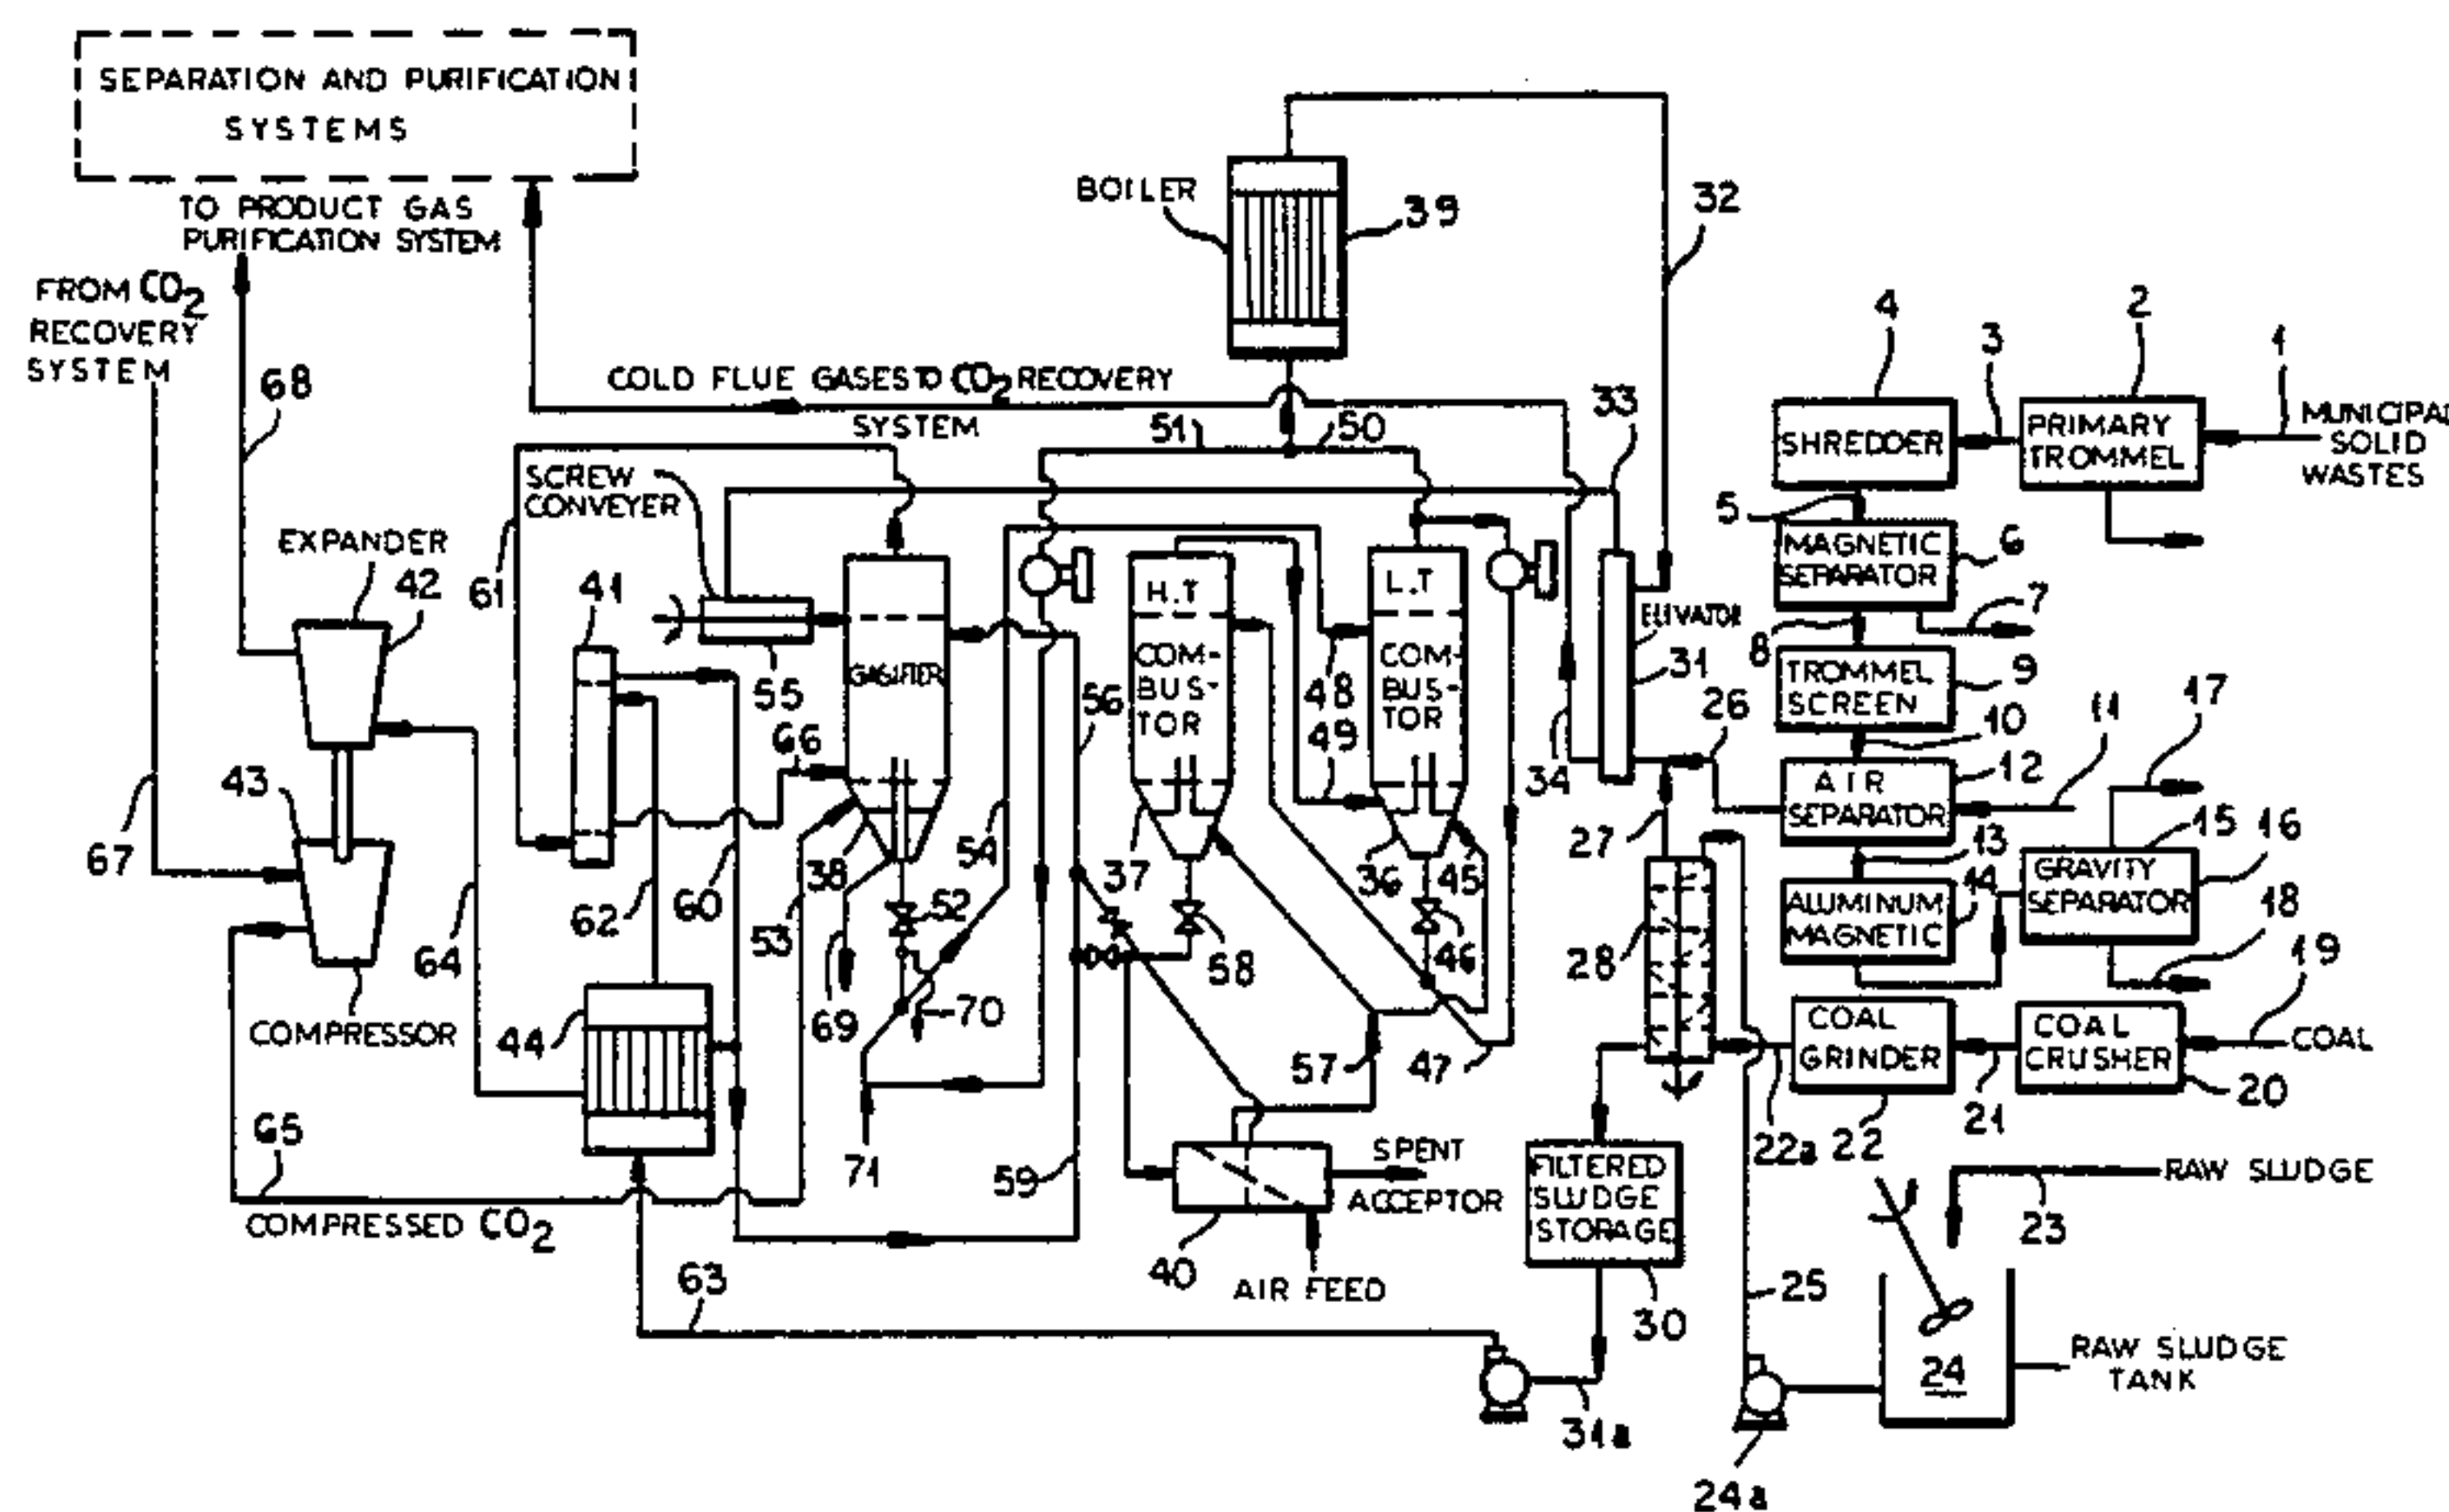 SEPARATION AND PURIFICATION
SYSTEMS
TO PRODUCT GAS
PURIFICATION SYSTEM
FROM CO2
RECOVERY
SYSTEM
68
COLD FLUE GASES TO CO2 RECOVERY
SYSTEM
BOILER
39
32
33
51
50
4
2
3
1
SHREDDER
PRIMARY
TROMMEL
MUNICIPAL
SOLID
WASTES
5
MAGNETIC
SEPARATOR
6
7
8
TROMMEL
SCREEN
9
10
11
17
AIR
SEPARATOR
12
13
15
16
ALUMINUM
MAGNETIC
14
GRAVITY
SEPARATOR
18
19
COAL
GRINDER
COAL
CRUSHER
COAL
22a
22
21
20
SCREW
CONVEYER
EXPANDER
42
61
41
55
GASIFIER
H.T
COM-
BUS-
TOR
L.T
COM-
BUS-
TOR
ELEVATOR
31
48
49
56
66
34
26
27
43
67
64
62
60
53
38
54
37
36
45
52
58
46
28
69
70
COMPRESSOR
44
71
59
57
47
65
COMPRESSED CO2
SPENT
ACCEPTOR
40
AIR FEED
FILTERED
SLUDGE
STORAGE
30
63
31a
RAW SLUDGE
23
25
24
RAW SLUDGE
TANK
24a